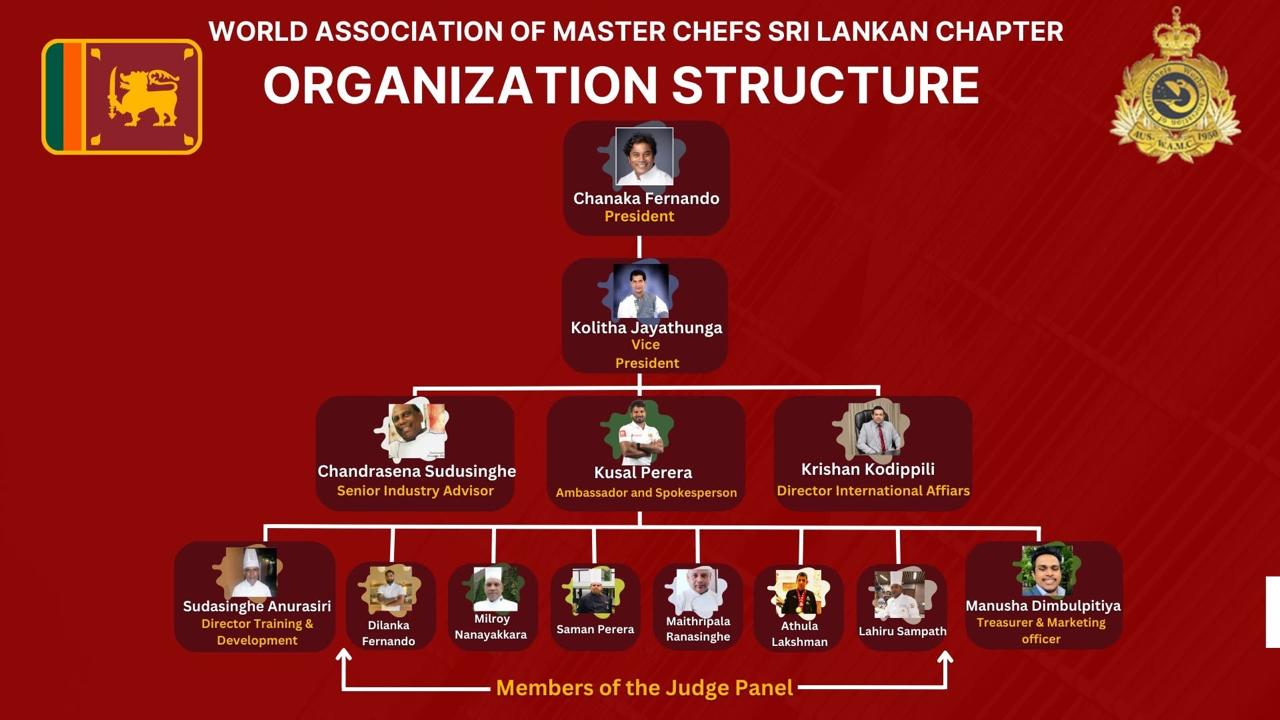 WORLD ASSOCIATION OF MASTER CHEFS SRI LANKAN CHAPTER
ORGANIZATION STRUCTURE
AUS. W.A.M.C. 1950
Chanaka Fernando
President
Kolitha Jayathunga
Vice
President
Chandrasena Sudusinghe
Senior Industry Advisor
Kusal Perera
Ambassador and Spokesperson
Krishan Kodippili
Director International Affiars
Sudasinghe Anurasiri
Director Training &
Development
Dilanka
Fernando
Milroy
Nanayakkara
Saman Perera
Maithripala
Ranasinghe
Athula
Lakshman
Lahiru Sampath
Manusha Dimbulpitiya
Treasurer & Marketing
officer
Members of the Judge Panel